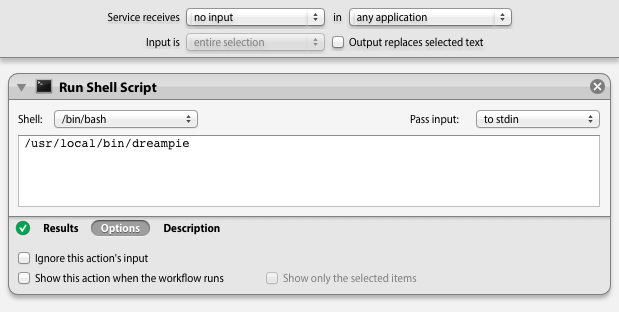 Service receives no input in any application
Input is entire selection Output replaces selected text
Run Shell Script
Shell: /bin/bash Pass input: to stdin
/usr/local/bin/dreampie
Results Options Description
Ignore this action's input
Show this action when the workflow runs Show only the selected items